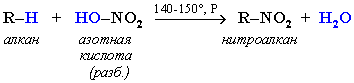 140-150°, P
R–H + HO–NO₂ → R–NO₂ + H₂O
алкан азотная нитроалкан
кислота
(разб.)